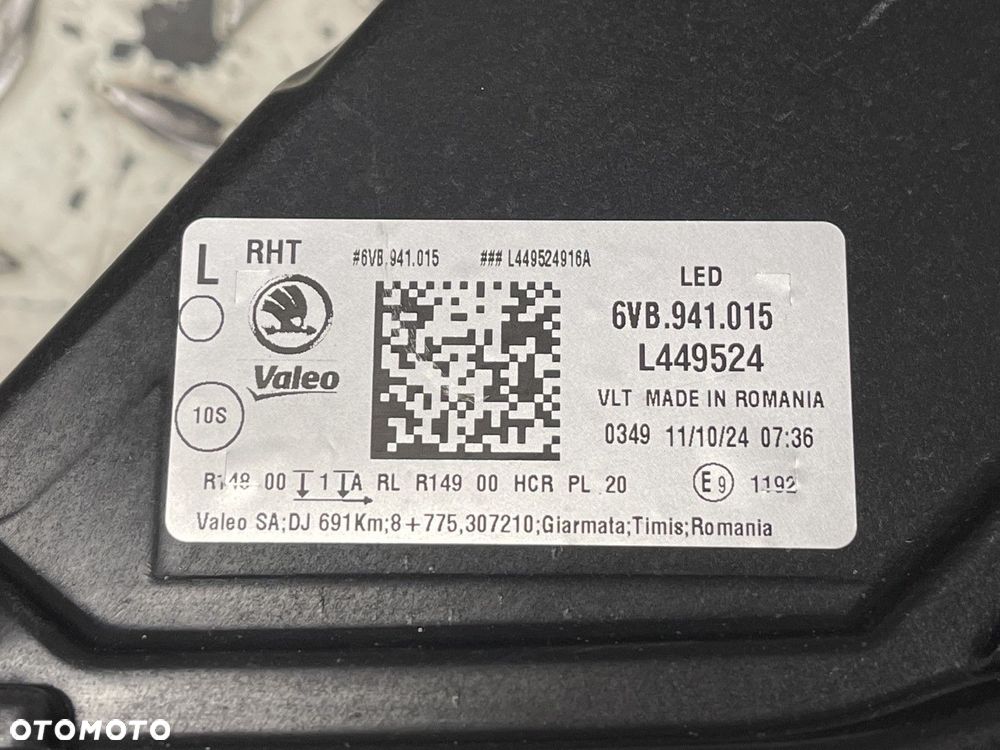 L RHT #6VB.941.015 ### L449524916A
LED
6VB.941.015
L449524
Valeo
VLT MADE IN ROMANIA
10S
0349 11/10/24 07:36
R148 00 1 A RL R149 00 HCR PL 20 E9 1192
Valeo SA;DJ 691Km;8+775,307210;Giarmata;Timis;Romania
OTOMOTO